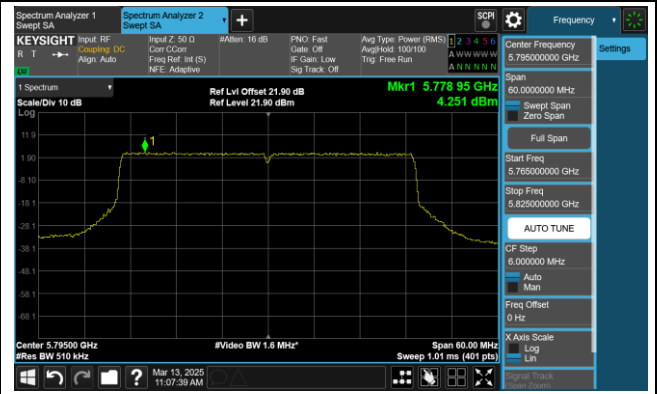 Spectrum Analyzer 1
Swept SA
Spectrum Analyzer 2
Swept SA
+
SCPI
Frequency
KEYSIGHT
R T
Input: RF
Coupling: DC
Align: Auto
Input Z: 50 Ω
Corr CCorr
Freq Ref: Int (S)
NFE: Adaptive
#Atten: 16 dB
PNO: Fast
Gate: Off
IF Gain: Low
Sig Track: Off
Avg Type: Power (RMS)
Avg|Hold: 100/100
Trig: Free Run
1 2 3 4 5 6
A W W W W W
A N N N N N
Center Frequency
5.795000000 GHz
Settings
Span
60.0000000 MHz
Swept Span
Zero Span
Full Span
Start Freq
5.765000000 GHz
Stop Freq
5.825000000 GHz
AUTO TUNE
CF Step
6.000000 MHz
Auto
Man
Freq Offset
0 Hz
X Axis Scale
Log
Lin
Signal Track
(Span Zoom)
1 Spectrum
Scale/Div 10 dB
Log
Ref Lvl Offset 21.90 dB
Ref Level 21.90 dBm
Mkr1 5.778 95 GHz
4.251 dBm
1
11.9
1.90
-8.10
-18.1
-28.1
-38.1
-48.1
-58.1
-68.1
Center 5.79500 GHz
#Res BW 510 kHz
#Video BW 1.6 MHz*
Span 60.00 MHz
Sweep 1.01 ms (401 pts)
?
Mar 13, 2025
11:07:39 AM